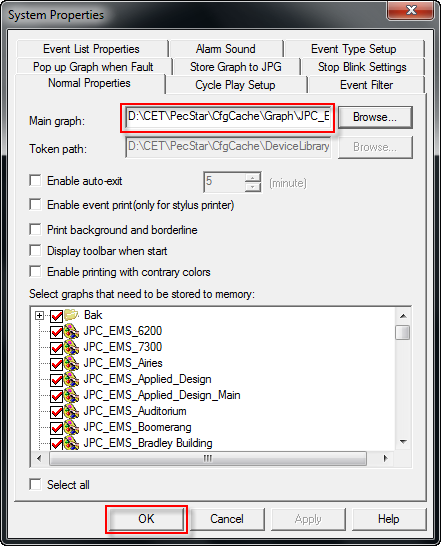 System Properties
Event List Properties Alarm Sound Event Type Setup
Pop up Graph when Fault Store Graph to JPG Stop Blink Settings
Normal Properties Cycle Play Setup Event Filter
Main graph: D:\CET\PecStar\CfgCache\Graph\JPC_E Browse...
Token path: D:\CET\PecStar\CfgCache\DeviceLibrary Browse...
Enable auto-exit 5 (minute)
Enable event print(only for stylus printer)
Print background and borderline
Display toolbar when start
Enable printing with contrary colors
Select graphs that need to be stored to memory:
Bak
JPC_EMS_6200
JPC_EMS_7300
JPC_EMS_Airies
JPC_EMS_Applied_Design
JPC_EMS_Applied_Design_Main
JPC_EMS_Auditorium
JPC_EMS_Boomerang
JPC_EMS_Bradley Building
Select all
OK Cancel Apply Help